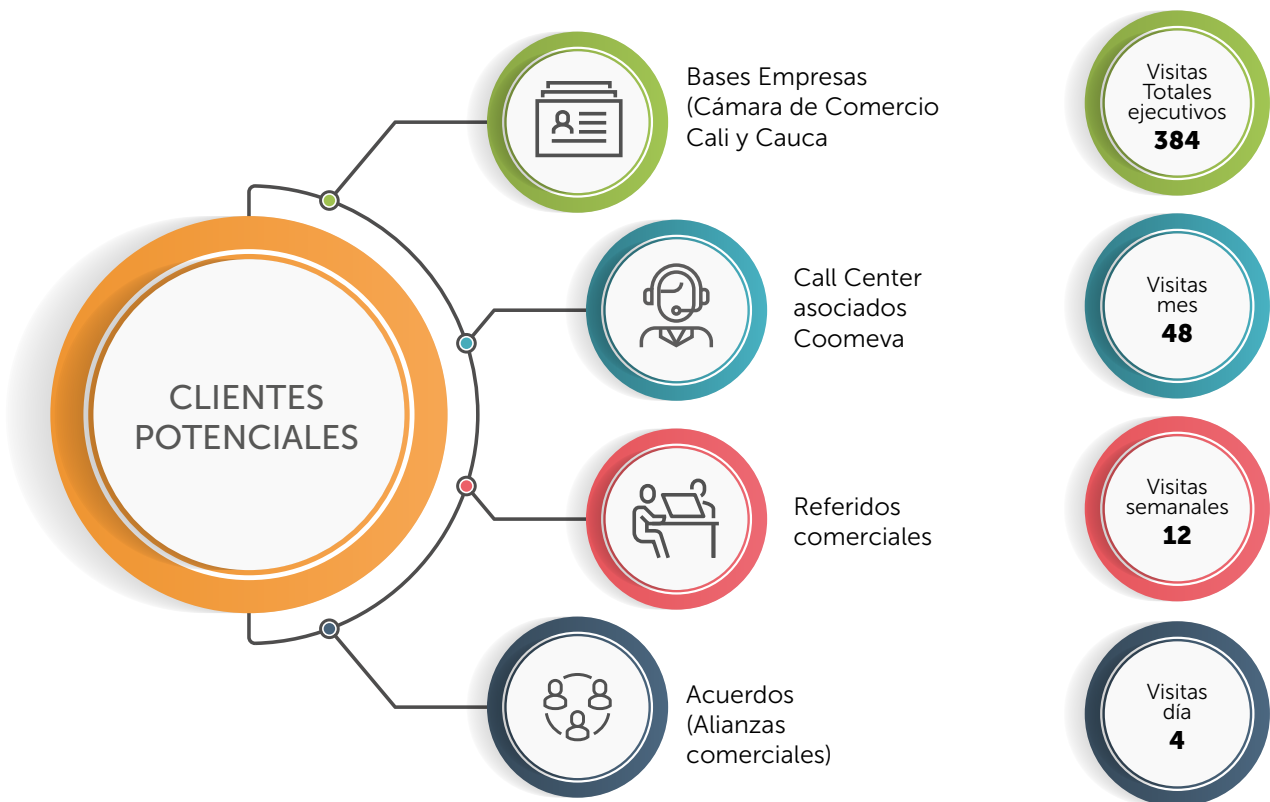 CLIENTES
POTENCIALES
Bases Empresas
(Cámara de Comercio
Cali y Cauca
Call Center
asociados
Coomeva
Referidos
comerciales
Acuerdos
(Alianzas
comerciales)
Visitas
Totales
ejecutivos
384
Visitas
mes
48
Visitas
semanales
12
Visitas
día
4